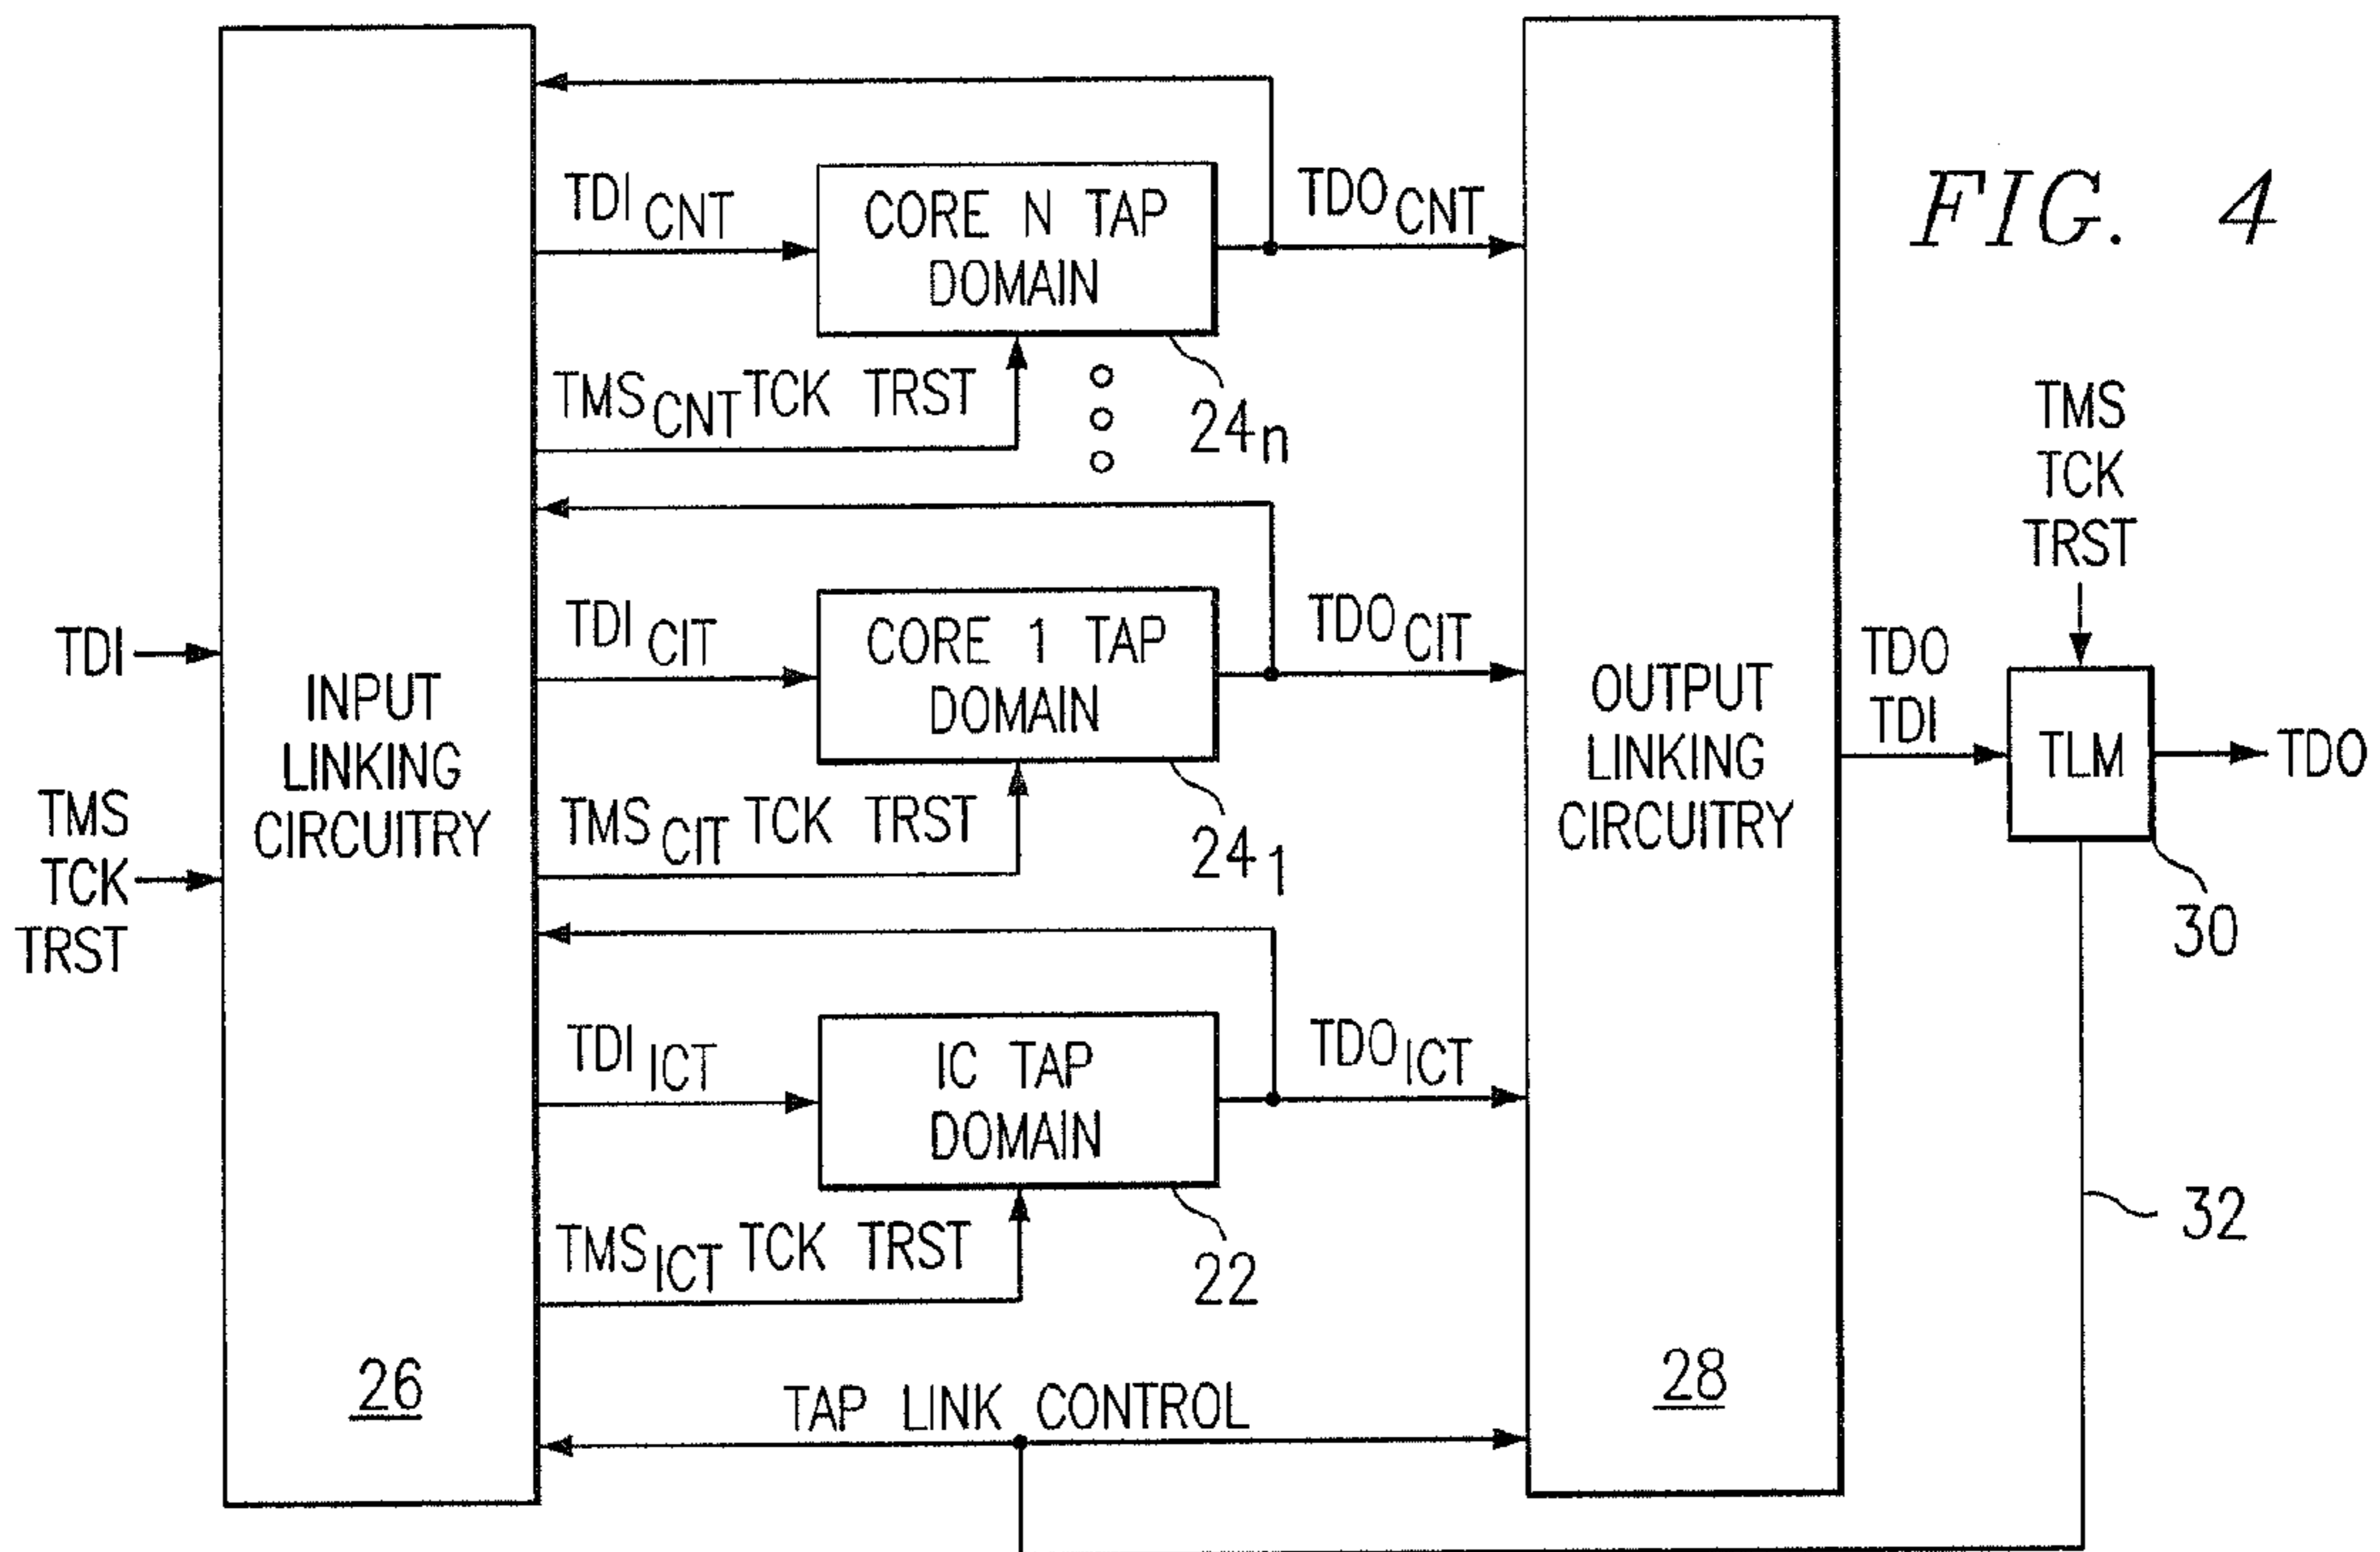 FIG. 4
TDI CNT
CORE N TAP
DOMAIN
TDO CNT
TMS CNT TCK TRST
24n
TMS
TCK
TRST
TDI
TDI CIT
CORE 1 TAP
DOMAIN
TDO CIT
INPUT
LINKING
CIRCUITRY
OUTPUT
LINKING
CIRCUITRY
TDO
TDI
TLM
TDO
TMS
TCK
TRST
TMS CIT TCK TRST
24 1
30
TDI ICT
IC TAP
DOMAIN
TDO ICT
TMS ICT TCK TRST
22
32
26
TAP LINK CONTROL
28